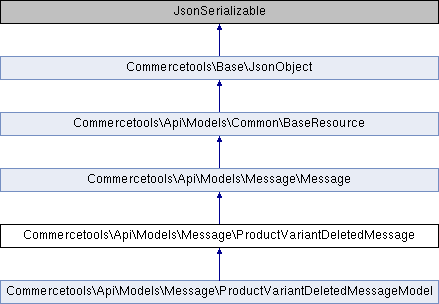 JsonSerializable
Commercetools\Base\JsonObject
Commercetools\Api\Models\Common\BaseResource
Commercetools\Api\Models\Message\Message
Commercetools\Api\Models\Message\ProductVariantDeletedMessage
Commercetools\Api\Models\Message\ProductVariantDeletedMessageModel